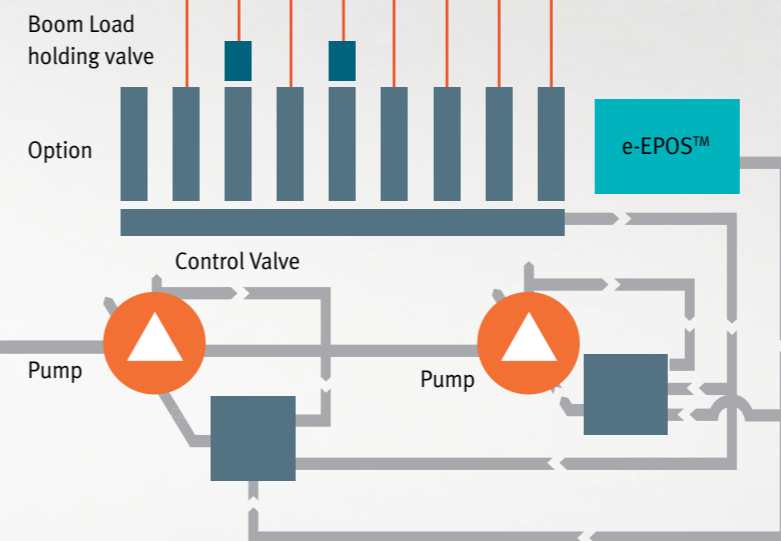 Boom Load
holding valve
Option
e-EPOS™
Control Valve
Pump
Pump